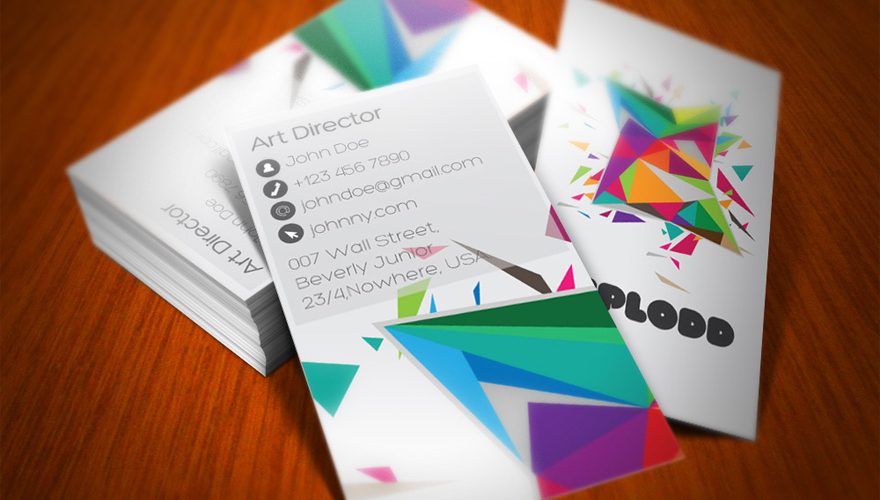 Art Director
John Doe
+123 456 7890
johndoe@gmail.com
johnny.com
007 Wall Street,
Beverly Junior
23/4,Nowhere, USA
PLODD
Art Director
John Doe
7890